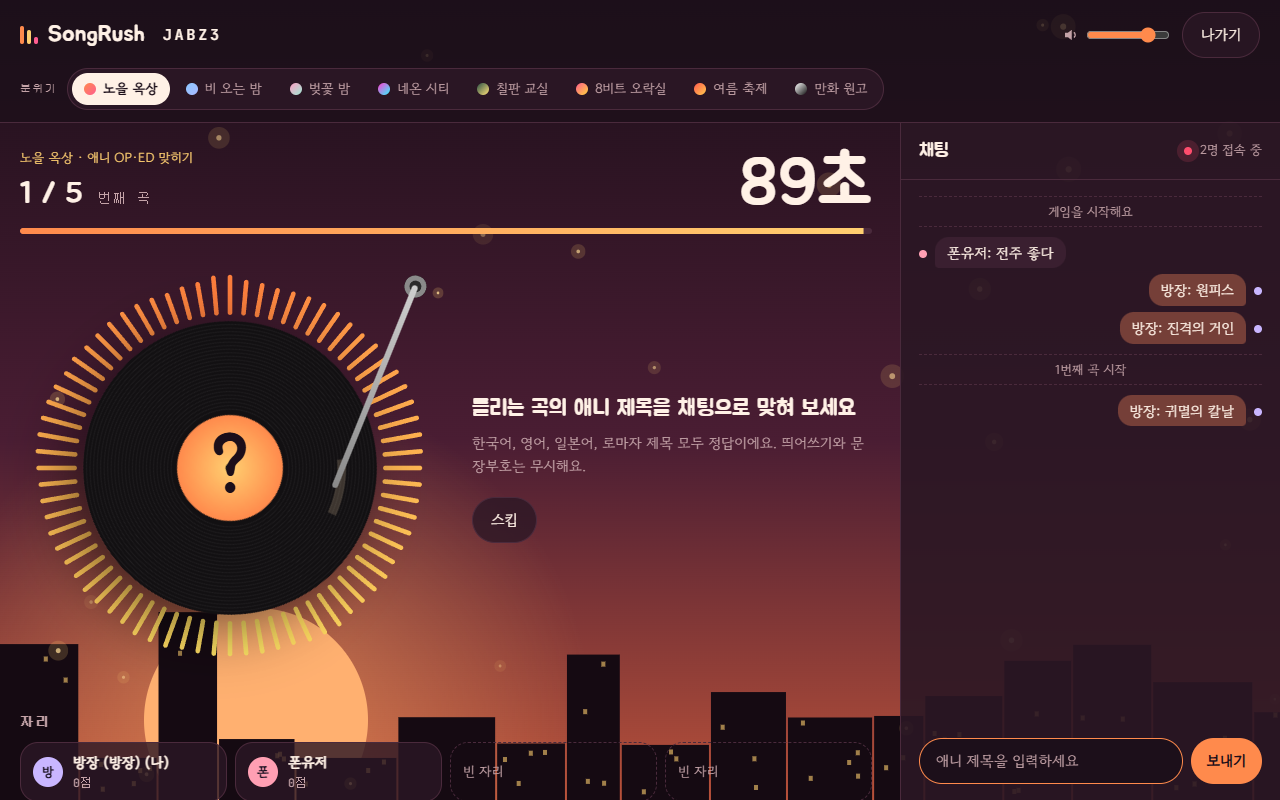 SongRush JABZ3
나가기
분위기 노을 옥상 비 오는 밤 벚꽃 밤 네온 시티 칠판 교실 8비트 오락실 여름 축제 만화 원고
노을 옥상 · 애니 OP·ED 맞히기
1 / 5 번째 곡
89초
?
들리는 곡의 애니 제목을 채팅으로 맞혀 보세요
한국어, 영어, 일본어, 로마자 제목 모두 정답이에요. 띄어쓰기와 문
장부호는 무시해요.
스킵
자리
방 방장 (방장) (나)
0점
폰 폰유저
0점
빈 자리
빈 자리
채팅 2명 접속 중
게임을 시작해요
폰유저: 전주 좋다
방장: 원피스
방장: 진격의 거인
1번째 곡 시작
방장: 귀멸의 칼날
애니 제목을 입력하세요 보내기